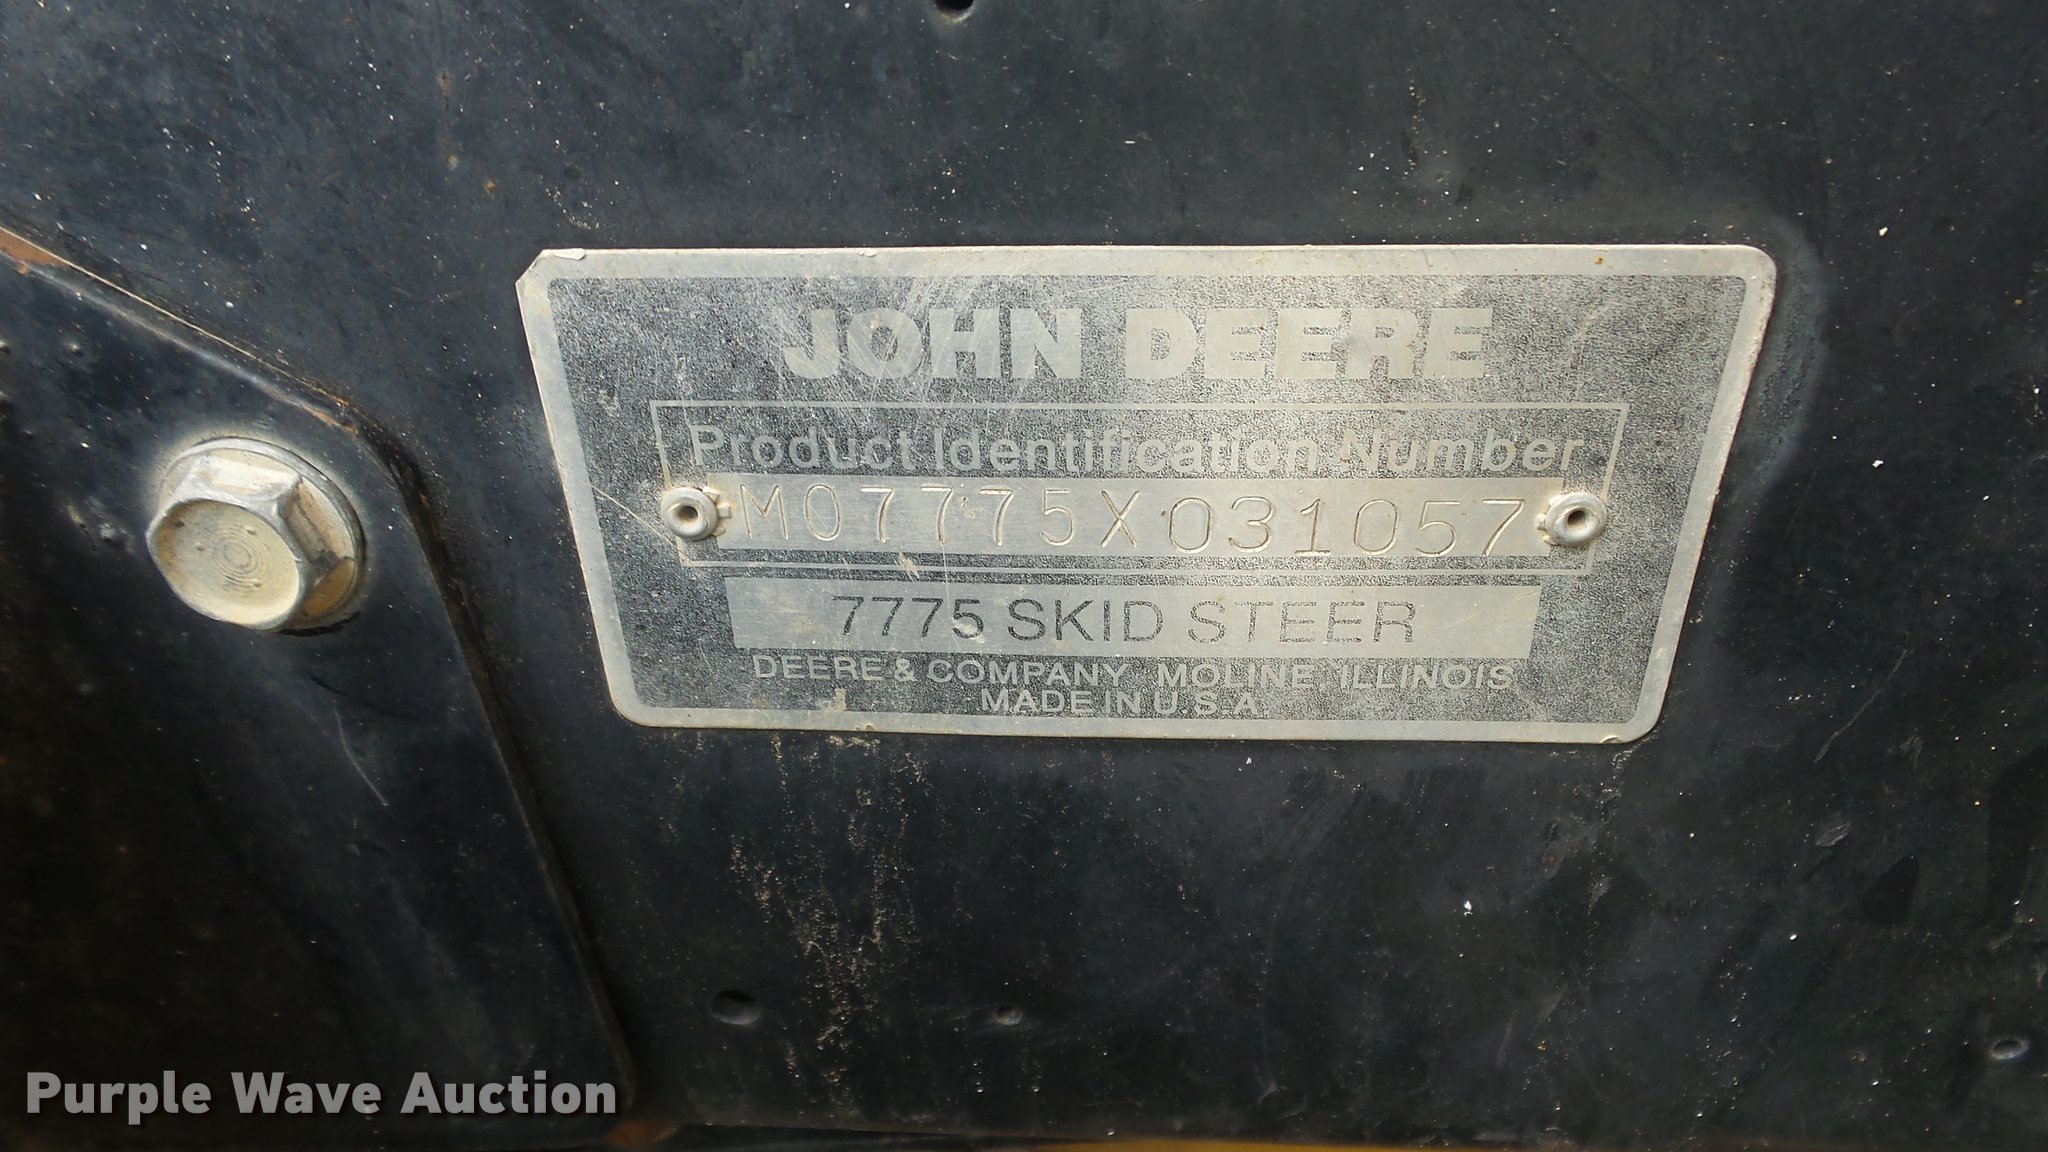 JOHN DEERE
Product Identification Number
M07775X031057
7775 SKID STEER
DEERE & COMPANY MOLINE ILLINOIS
MADE IN U.S.A.
Purple Wave Auction